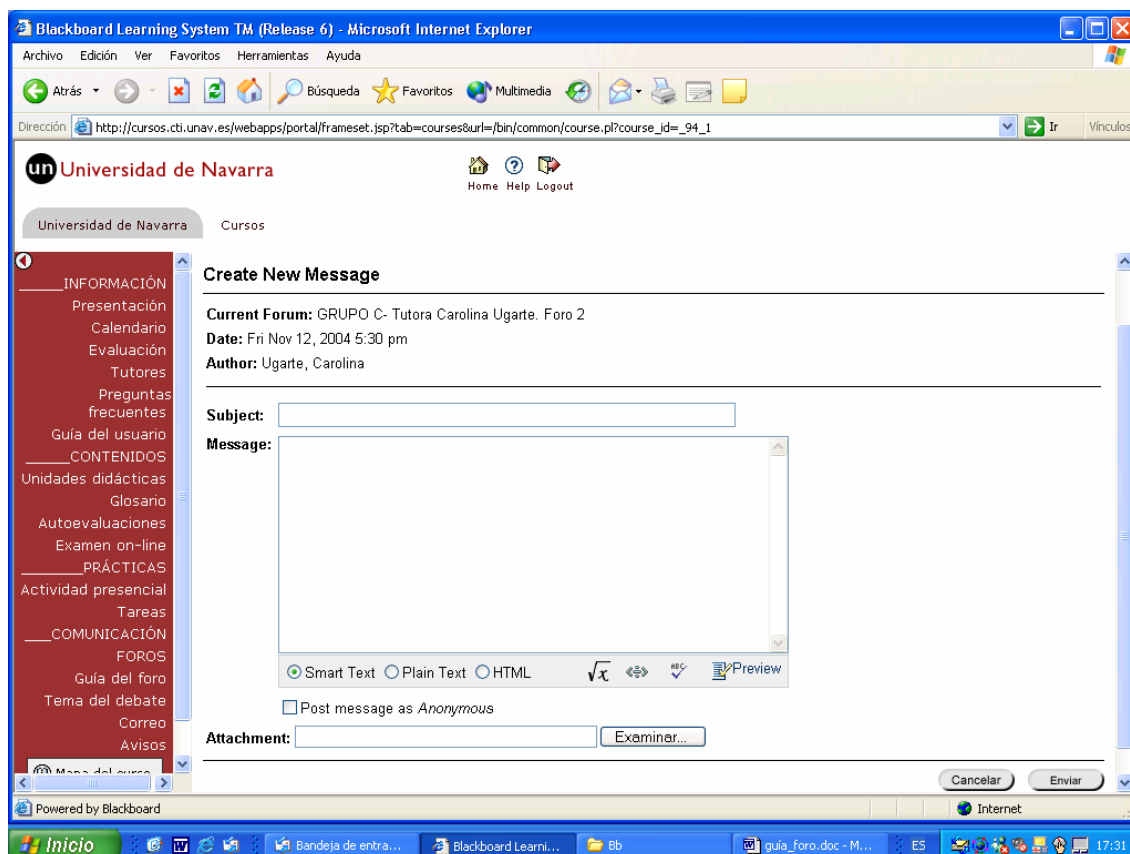 Blackboard Learning System TM (Release 6) - Microsoft Internet Explorer
Archivo Edición Ver Favoritos Herramientas Ayuda
Atrás Búsqueda Favoritos Multimedia
Dirección http://cursos.cti.unav.es/webapps/portal/frameset.jsp?tab=courses&url=/bin/common/course.pl?course_id=_94_1 Ir Vínculos
un Universidad de Navarra
Home Help Logout
Universidad de Navarra Cursos
_____INFORMACIÓN
Presentación
Calendario
Evaluación
Tutores
Preguntas
frecuentes
Guía del usuario
_____CONTENIDOS
Unidades didácticas
Glosario
Autoevaluaciones
Examen on-line
_______PRÁCTICAS
Actividad presencial
Tareas
___COMUNICACIÓN
FOROS
Guía del foro
Tema del debate
Correo
Avisos
Mapa del curso
Create New Message
Current Forum: GRUPO C- Tutora Carolina Ugarte. Foro 2
Date: Fri Nov 12, 2004 5:30 pm
Author: Ugarte, Carolina
Subject:
Message:
Smart Text Plain Text HTML √x ABC Preview
Post message as Anonymous
Attachment: Examinar...
Cancelar Enviar
Powered by Blackboard Internet
Inicio Bandeja de entra... Blackboard Learni... Bb guía_foro.doc - M... ES 17:31